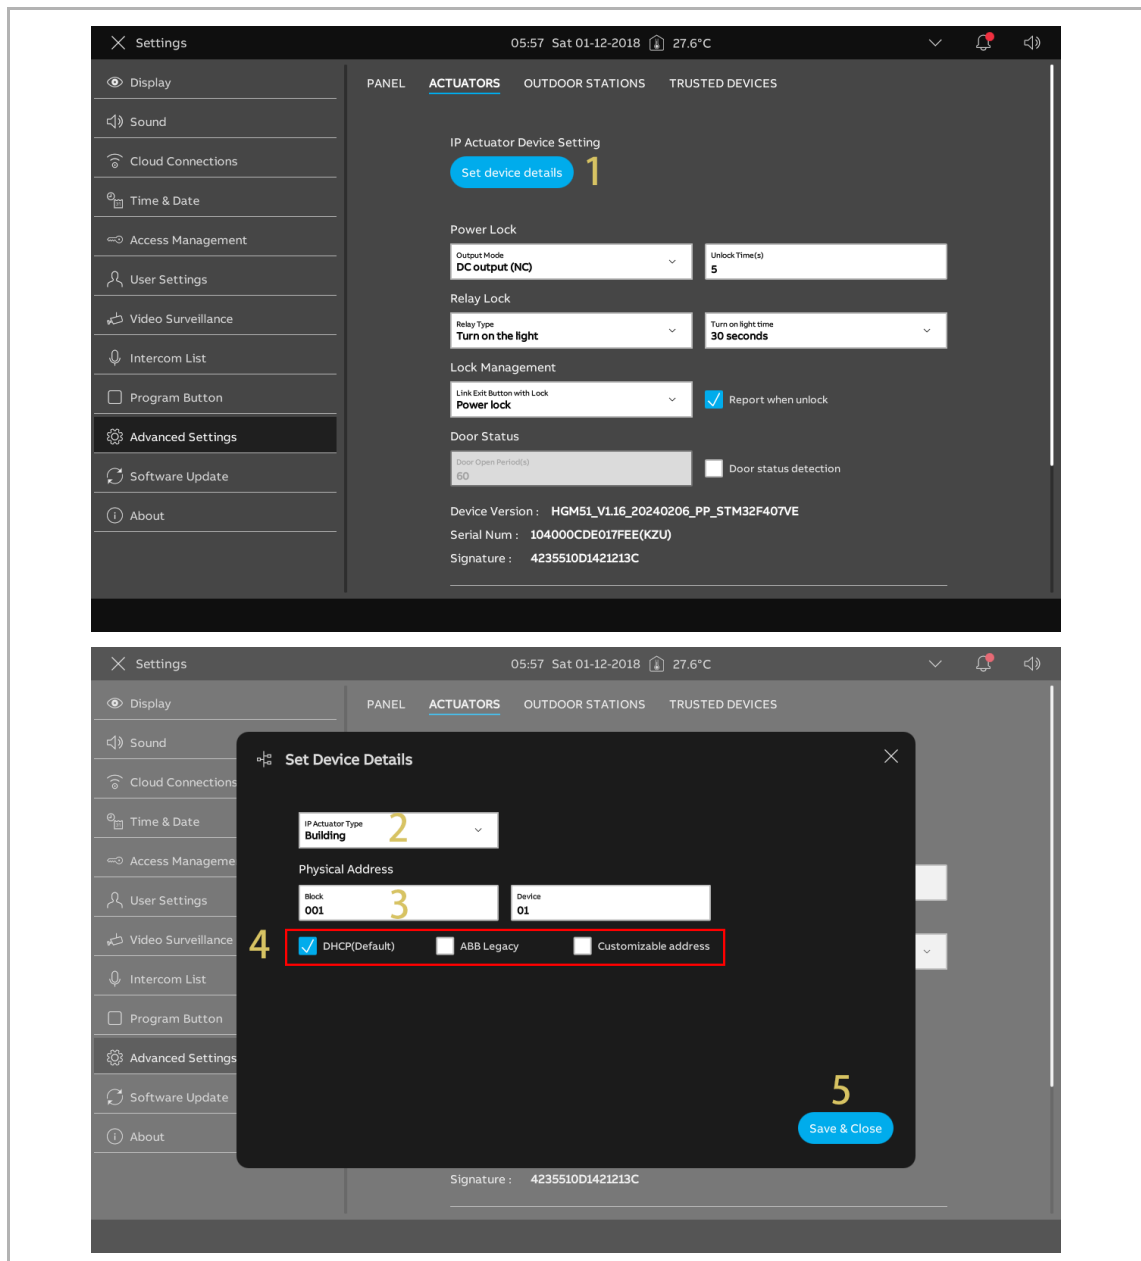 Settings
05:57 Sat 01-12-2018 27.6°C
Display
Sound
Cloud Connections
Time & Date
Access Management
User Settings
Video Surveillance
Intercom List
Program Button
Advanced Settings
Software Update
About
PANEL ACTUATORS OUTDOOR STATIONS TRUSTED DEVICES
IP Actuator Device Setting
Set device details 1
Power Lock
Output Mode
DC output (NC)
Unlock Time(s)
5
Relay Lock
Relay Type
Turn on the light
Turn on light time
30 seconds
Lock Management
Link Exit Button with Lock
Power lock
Report when unlock
Door Status
Door Open Period(s)
60
Door status detection
Device Version : HGM51_V1.16_20240206_PP_STM32F407VE
Serial Num : 104000CDE017FEE(KZU)
Signature : 4235510D1421213C
Settings
05:57 Sat 01-12-2018 27.6°C
Display
Sound
Cloud Connections
Time & Date
Access Manageme
User Settings
Video Surveillance
Intercom List
Program Button
Advanced Settings
Software Update
About
PANEL ACTUATORS OUTDOOR STATIONS TRUSTED DEVICES
Set Device Details
IP Actuator Type
Building
2
Physical Address
Block
001
3
Device
01
4
DHCP(Default) ABB Legacy Customizable address
5
Save & Close
Signature : 4235510D1421213C